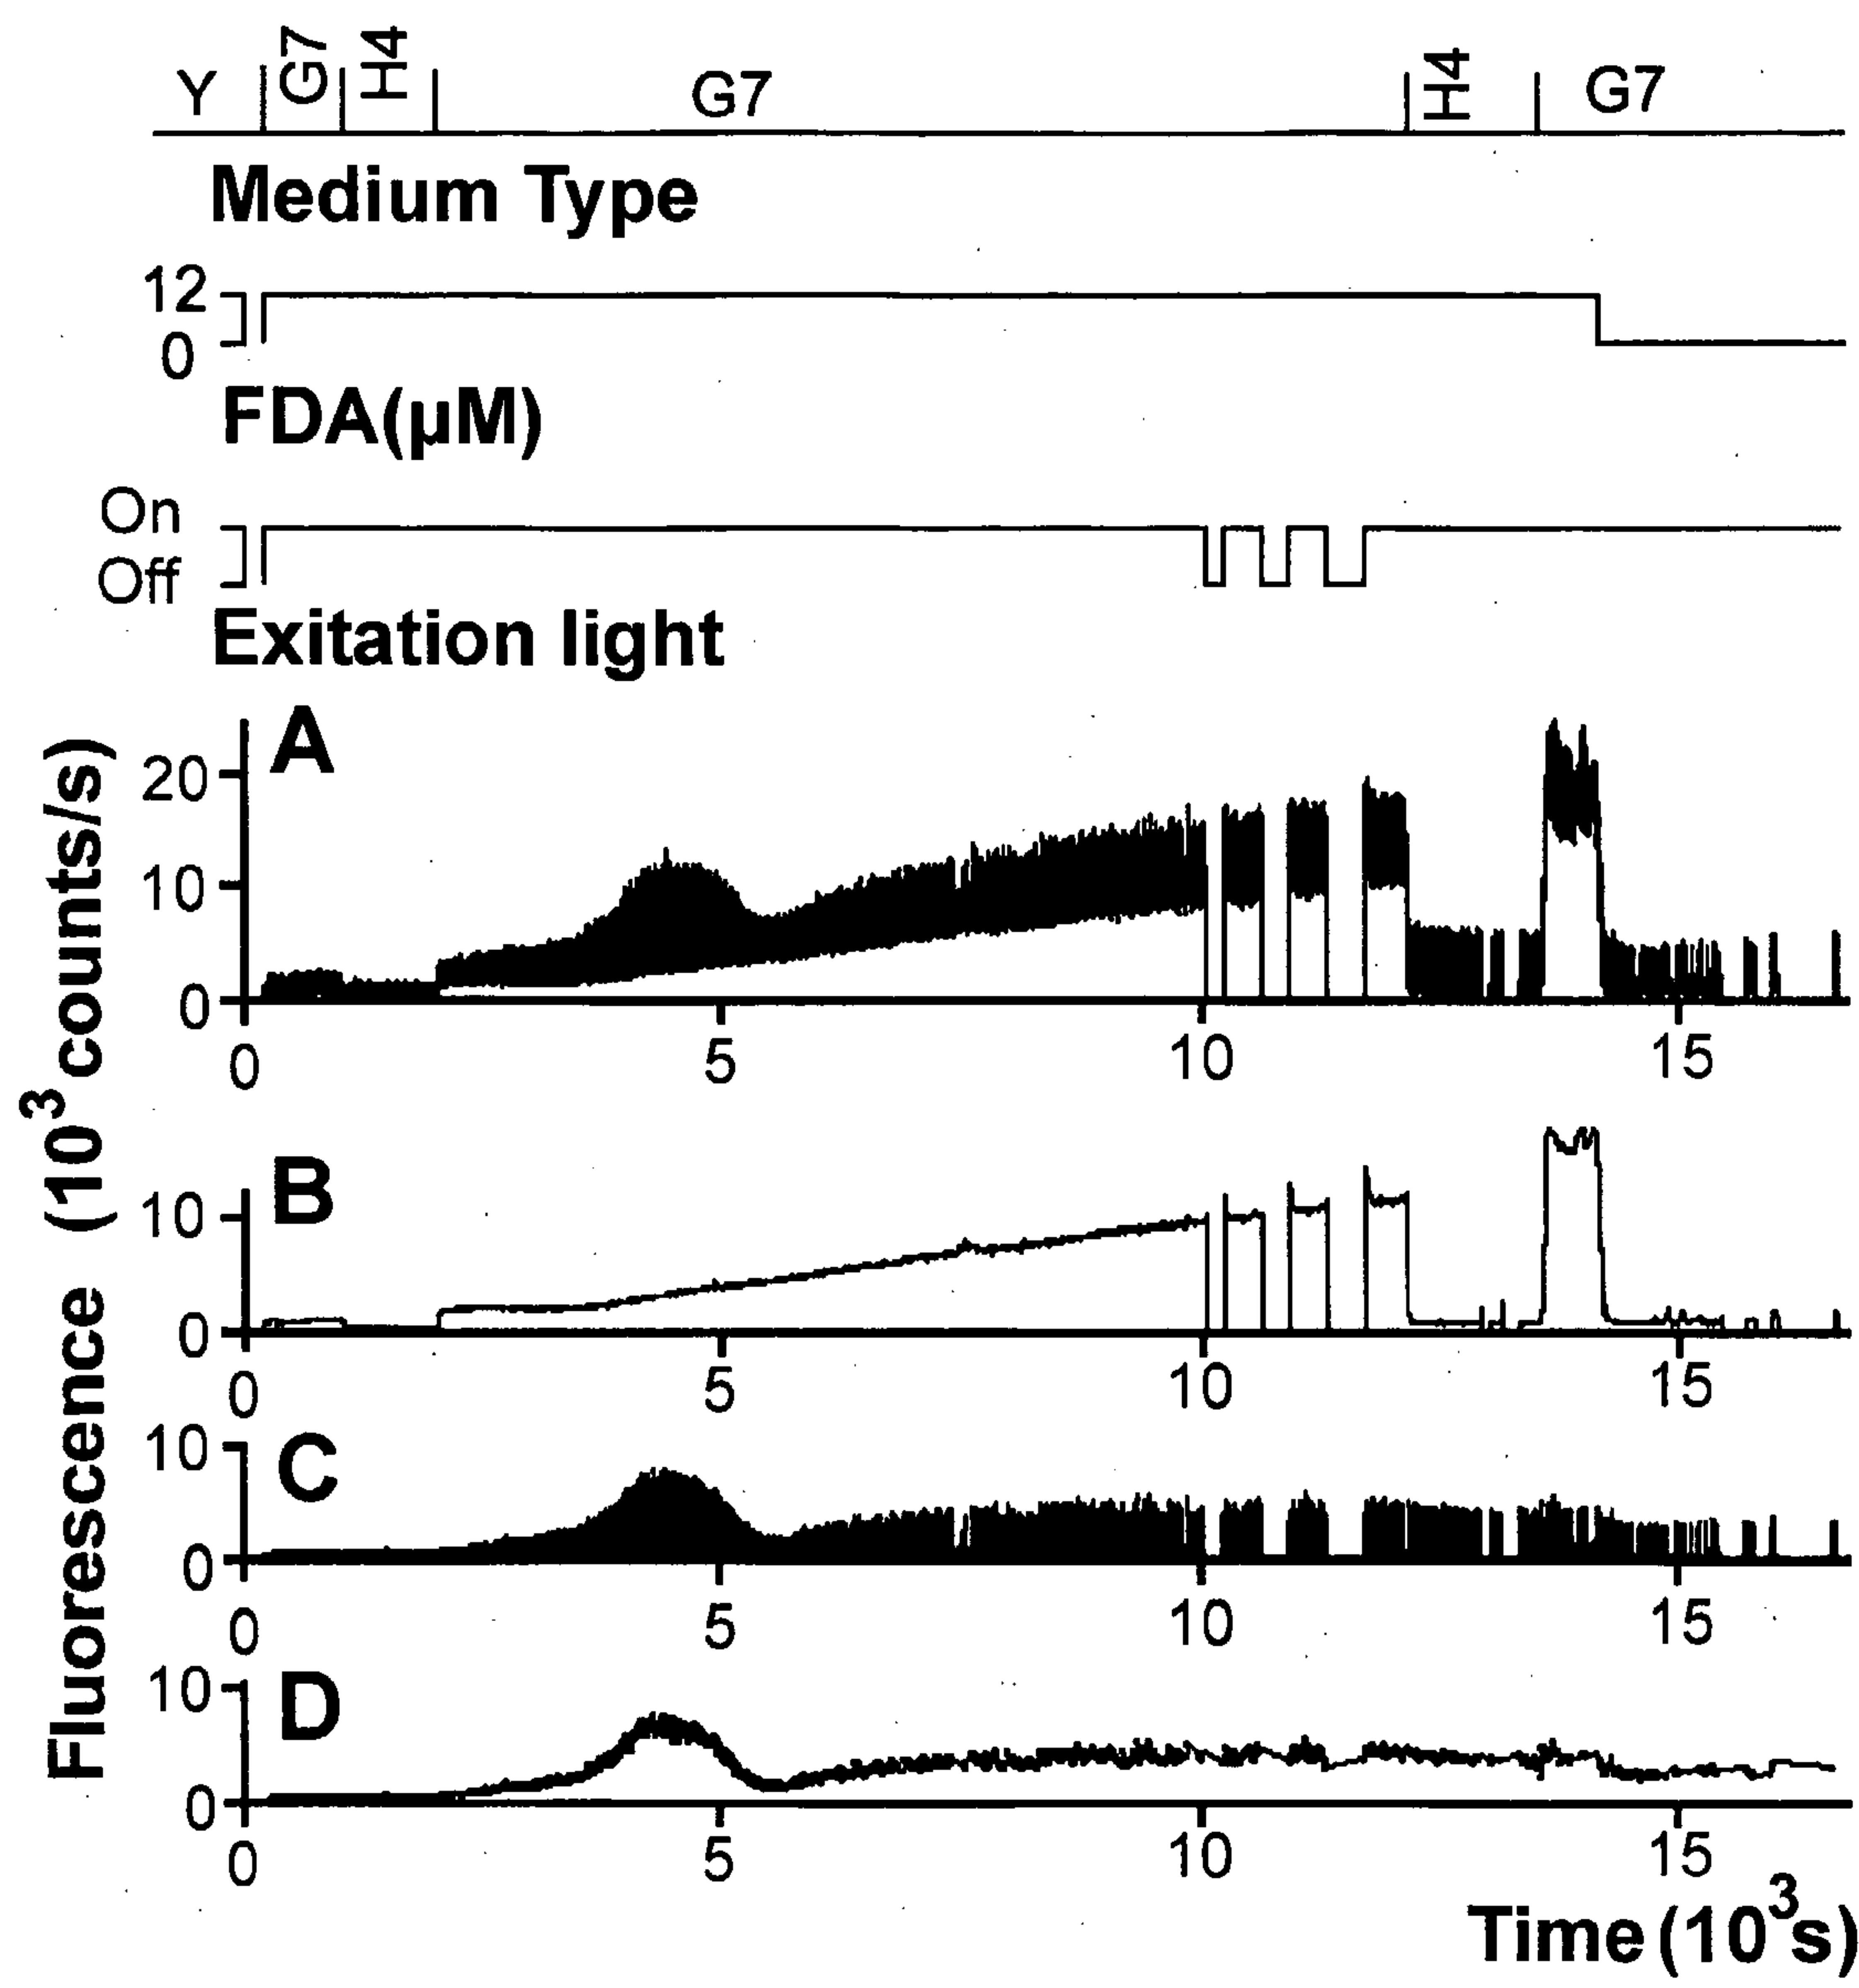 Y G7 H4 G7 H4 G7
Medium Type
12
0
FDA(µM)
On
Off
Exitation light
Fluorescence (10³ counts/s)
A
20
10
0
0 5 10 15
B
10
0
0 5 10 15
C
10
0
0 5 10 15
D
10
0
0 5 10 15
Time (10³s)